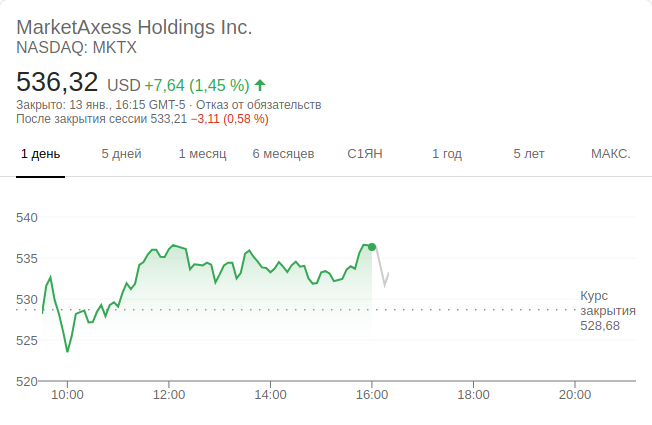 MarketAxess Holdings Inc.
NASDAQ: MKTX
536,32 USD +7,64 (1,45 %)
Закрыто: 13 янв., 16:15 GMT-5 · Отказ от обязательств
После закрытия сессии 533,21 −3,11 (0,58 %)
1 день 5 дней 1 месяц 6 месяцев С1ЯН 1 год 5 лет МАКС.
540
535
530
525
520
Курс
закрытия
528,68
10:00 12:00 14:00 16:00 18:00 20:00